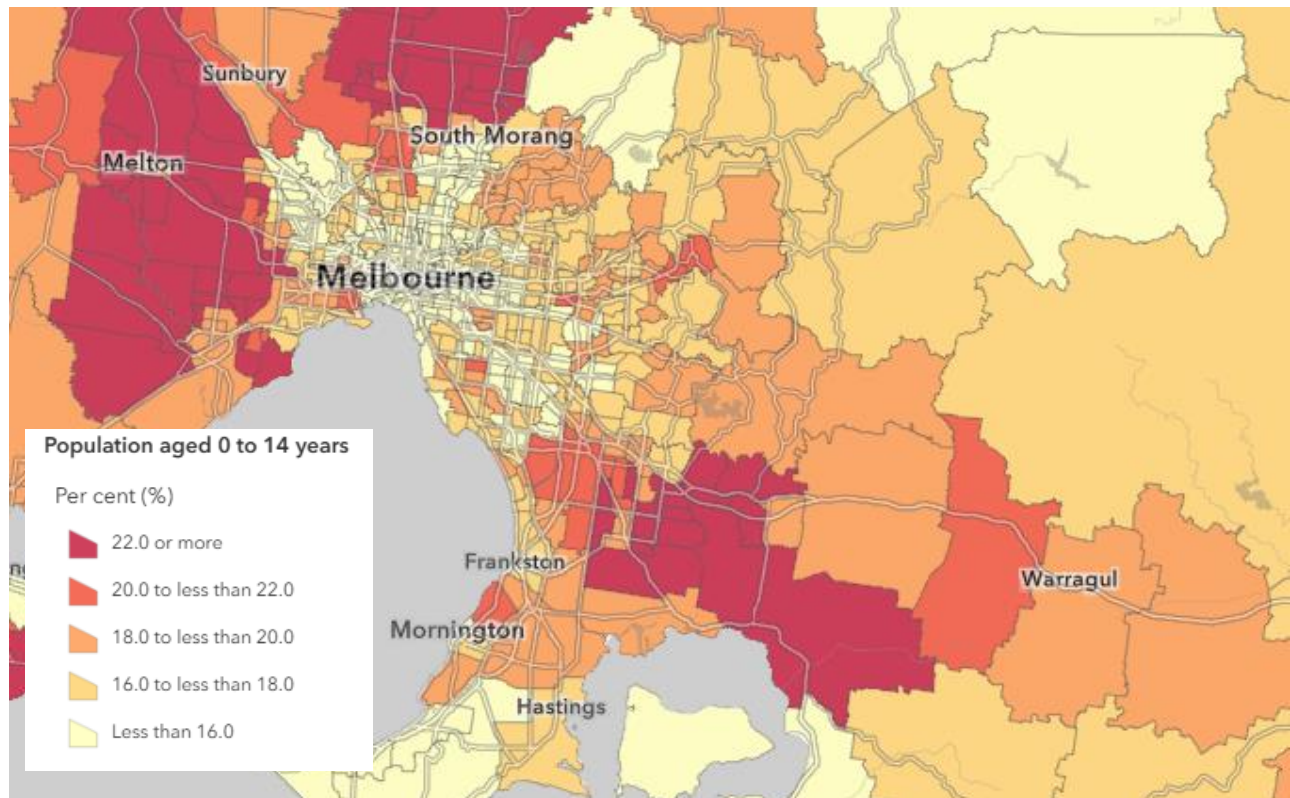 Sunbury
South Morang
Melton
Melbourne
Population aged 0 to 14 years
Per cent (%)
22.0 or more
20.0 to less than 22.0
18.0 to less than 20.0
16.0 to less than 18.0
Less than 16.0
Frankston
Warragul
Mornington
Hastings